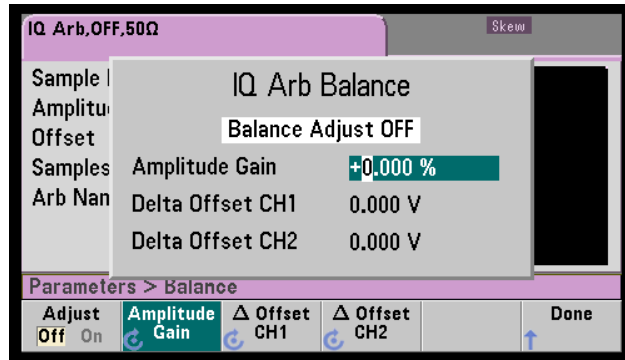 IQ Arb,OFF,50Ω
Skew
Sample
Offset
Samples
Arb
IQ Arb Balance
Balance Adjust OFF
Amplitude Gain +0.000 %
Delta Offset CH1 0.000 V
Delta Offset CH2 0.000 V
Parameters > Balance
Adjust Off On
Amplitude Gain
Δ Offset CH1
Δ Offset CH2
Done